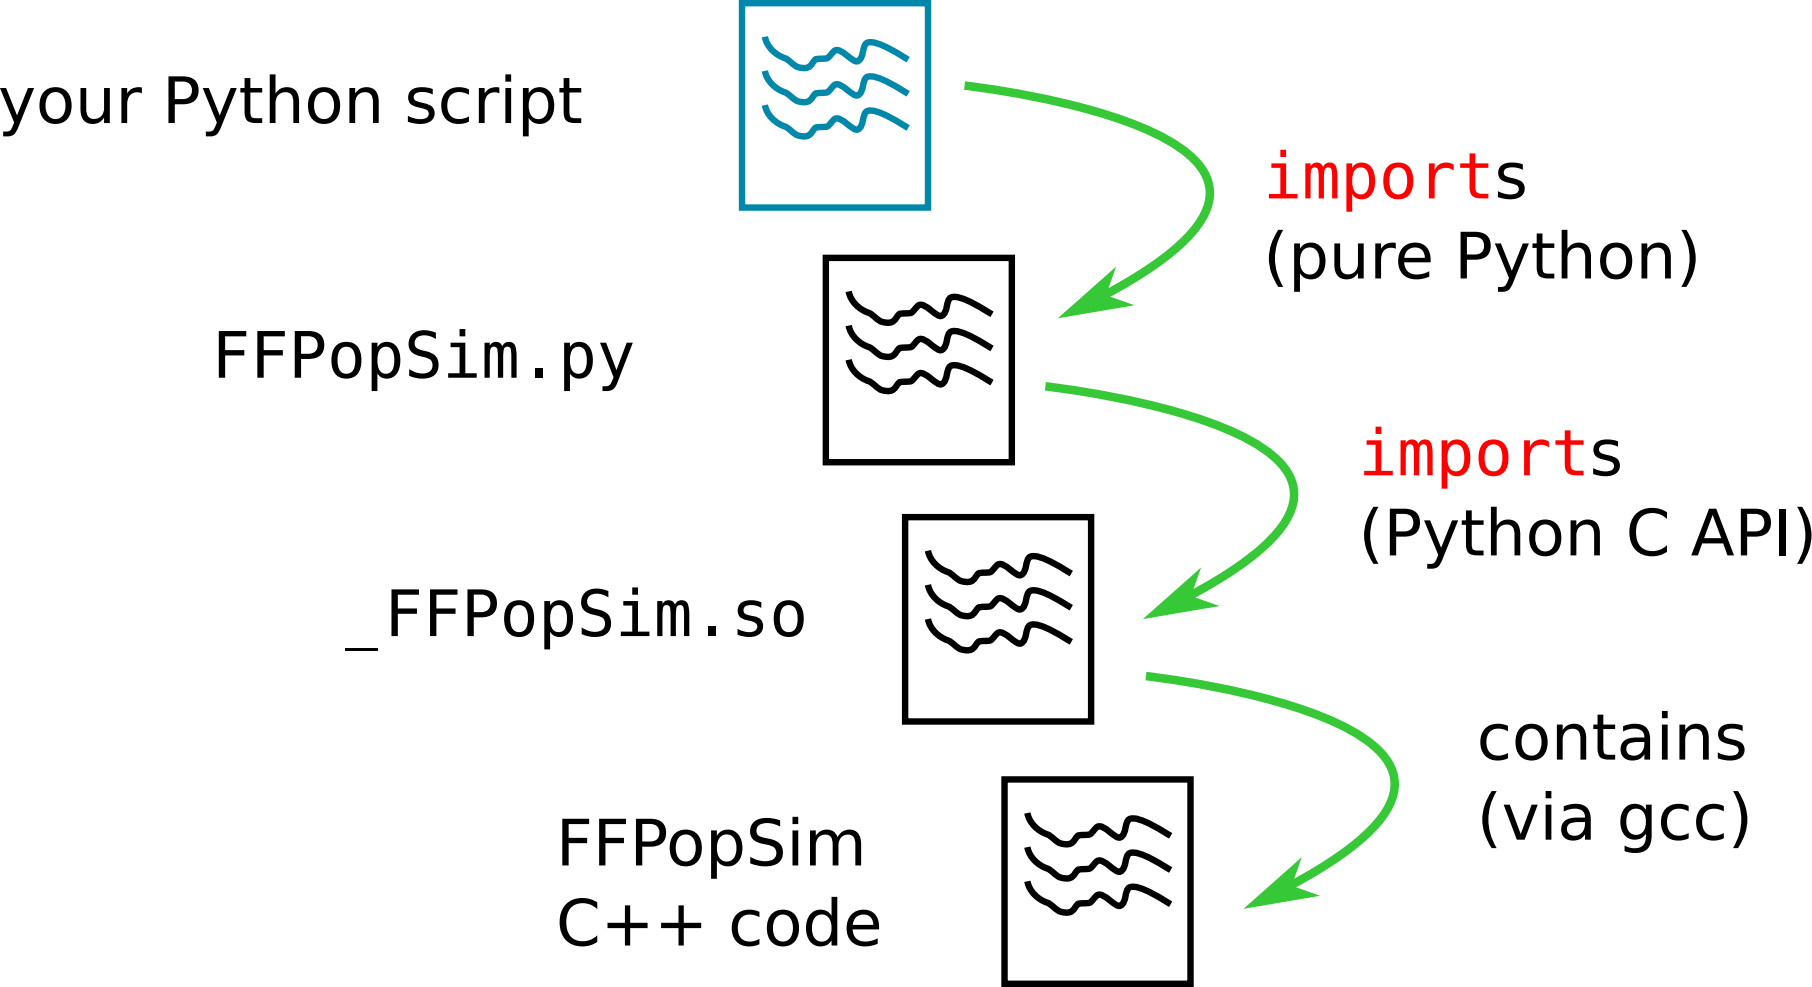 your Python script
imports
(pure Python)
FFPopSim.py
imports
(Python C API)
_FFPopSim.so
contains
(via gcc)
FFPopSim
C++ code